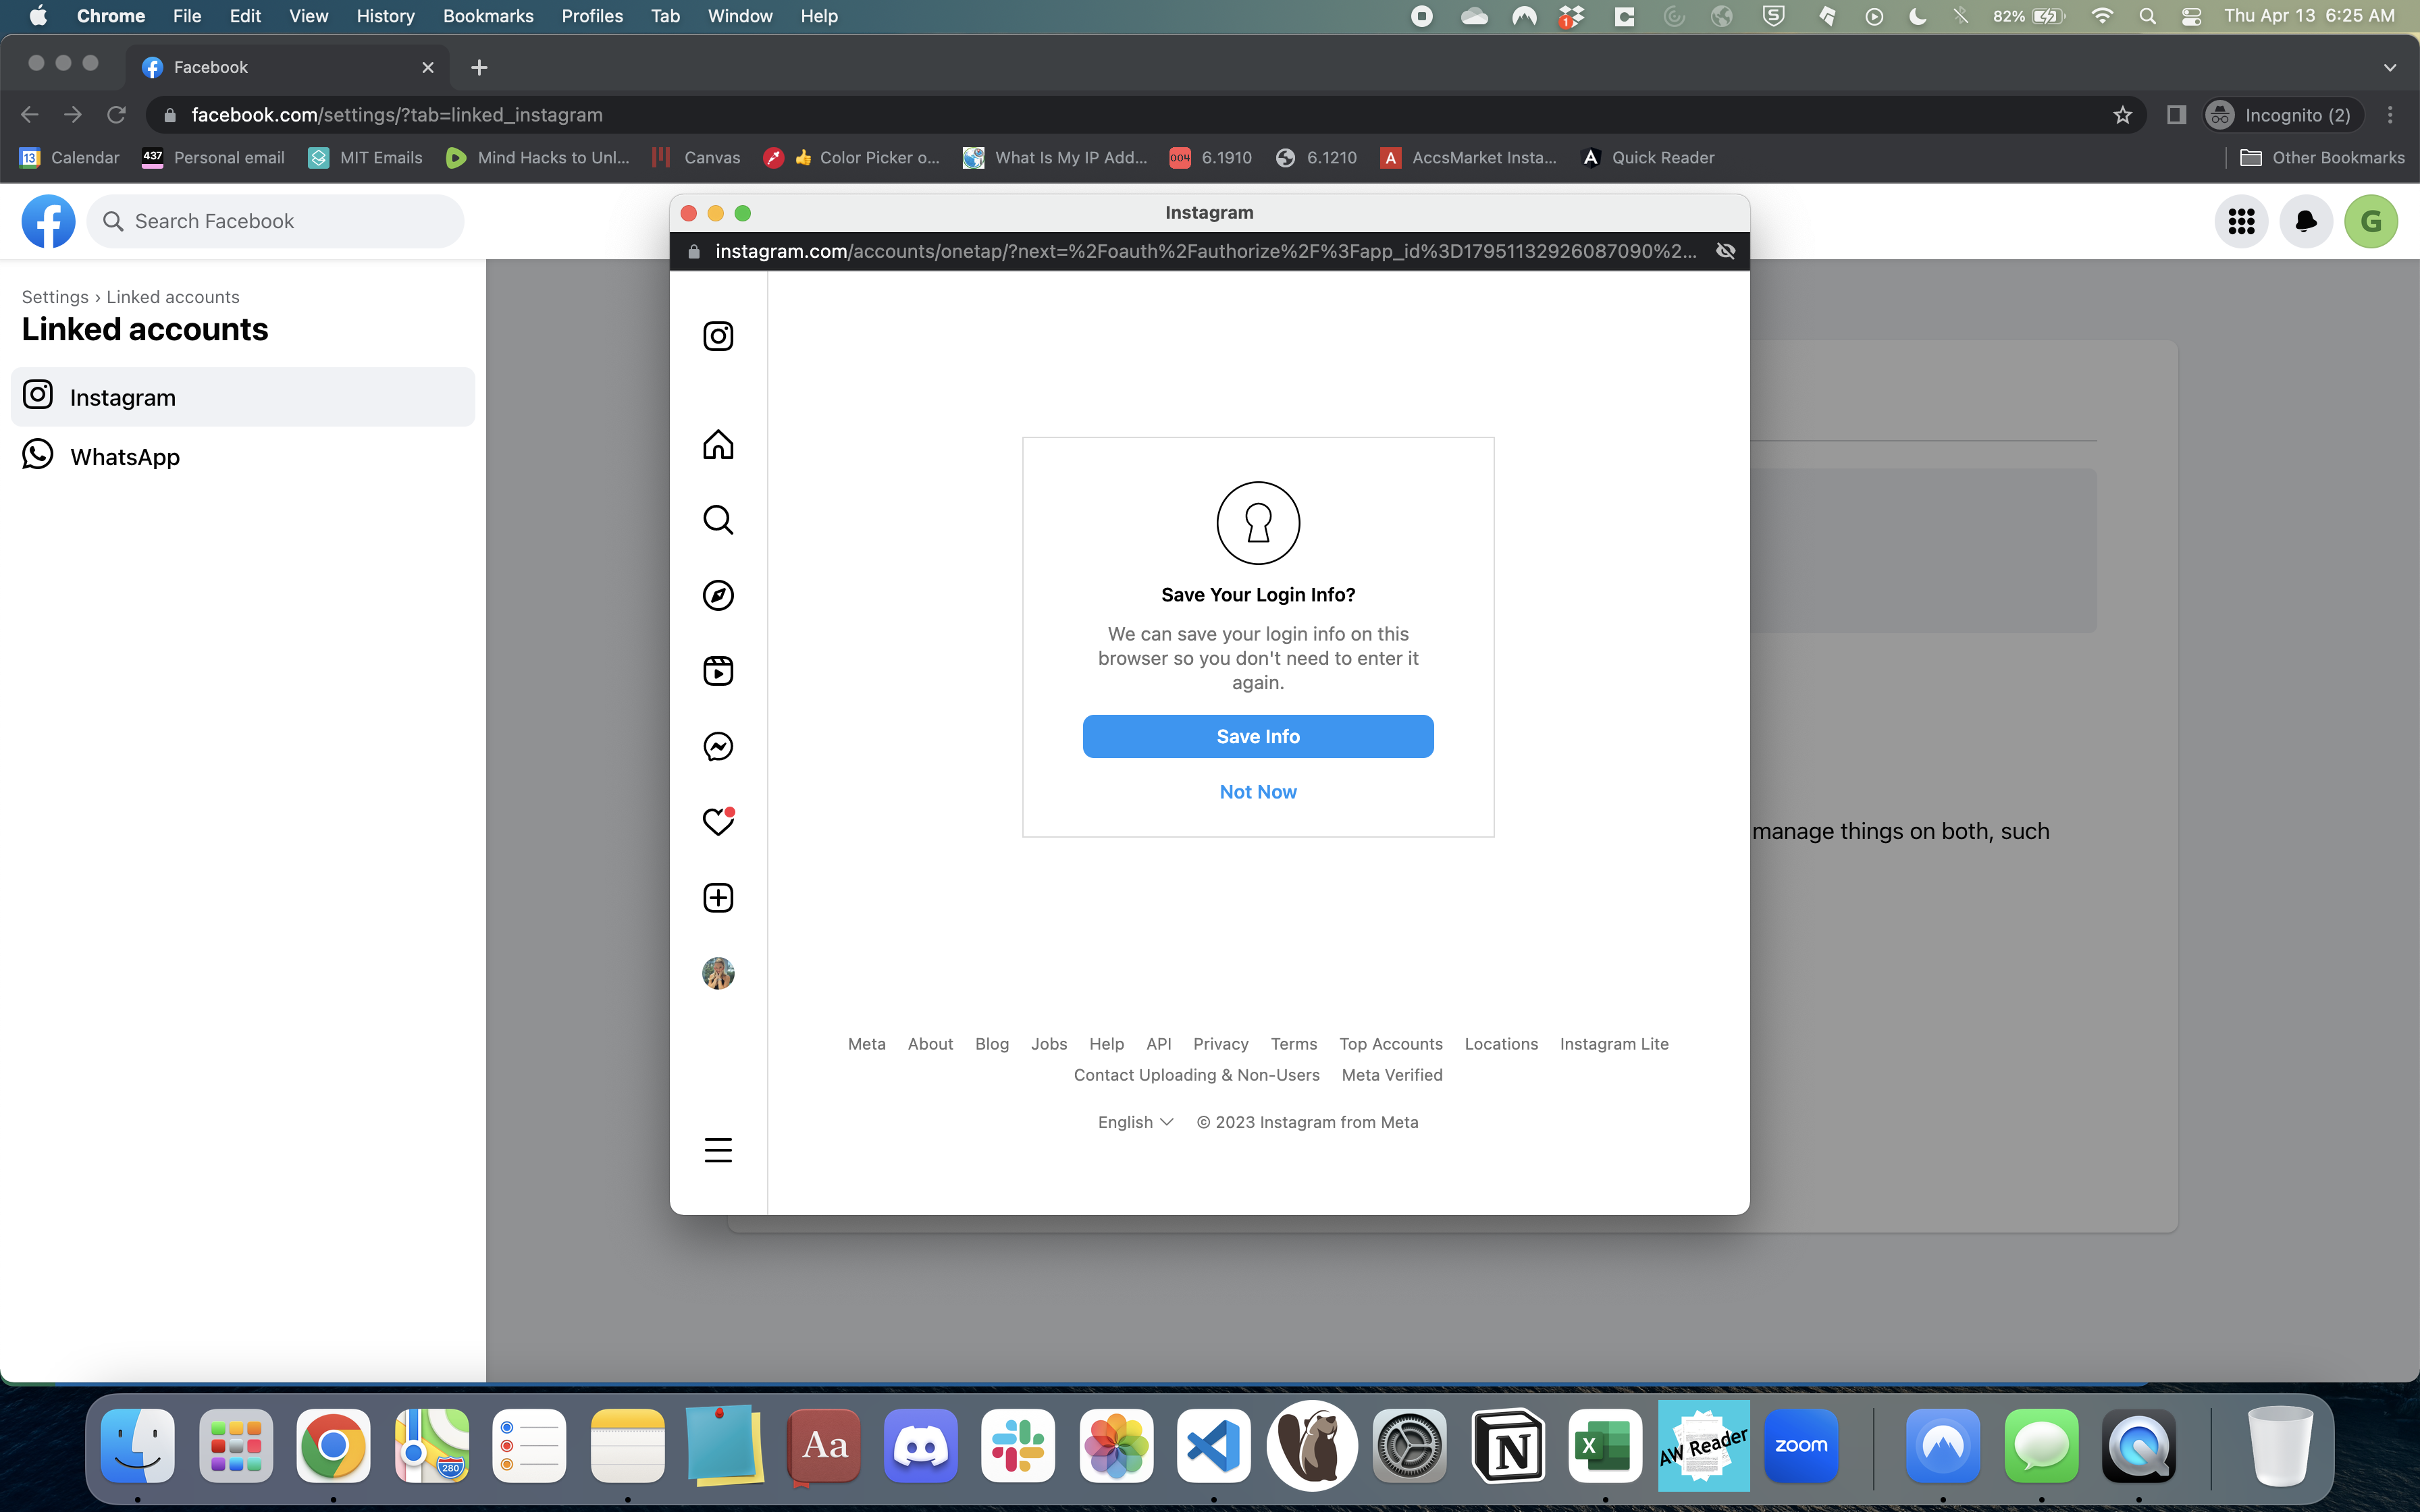 Chrome File Edit View History Bookmarks Profiles Tab Window Help 1 82% Thu Apr 13 6:25 AM
Facebook
facebook.com/settings/?tab=linked_instagram Incognito (2)
13 Calendar 437 Personal email MIT Emails Mind Hacks to Unl... Canvas 👍 Color Picker o... What Is My IP Add... 004 6.1910 6.1210 A AccsMarket Insta... A Quick Reader Other Bookmarks
Search Facebook
G
Instagram
instagram.com/accounts/onetap/?next=%2Foauth%2Fauthorize%2F%3Fapp_id%3D17951132926087090%2...
Settings › Linked accounts
Linked accounts
Instagram
WhatsApp
Save Your Login Info?
We can save your login info on this
browser so you don't need to enter it
again.
Save Info
Not Now
manage things on both, such
Meta About Blog Jobs Help API Privacy Terms Top Accounts Locations Instagram Lite
Contact Uploading & Non-Users Meta Verified
English © 2023 Instagram from Meta
280 Aa N X AW Reader zoom